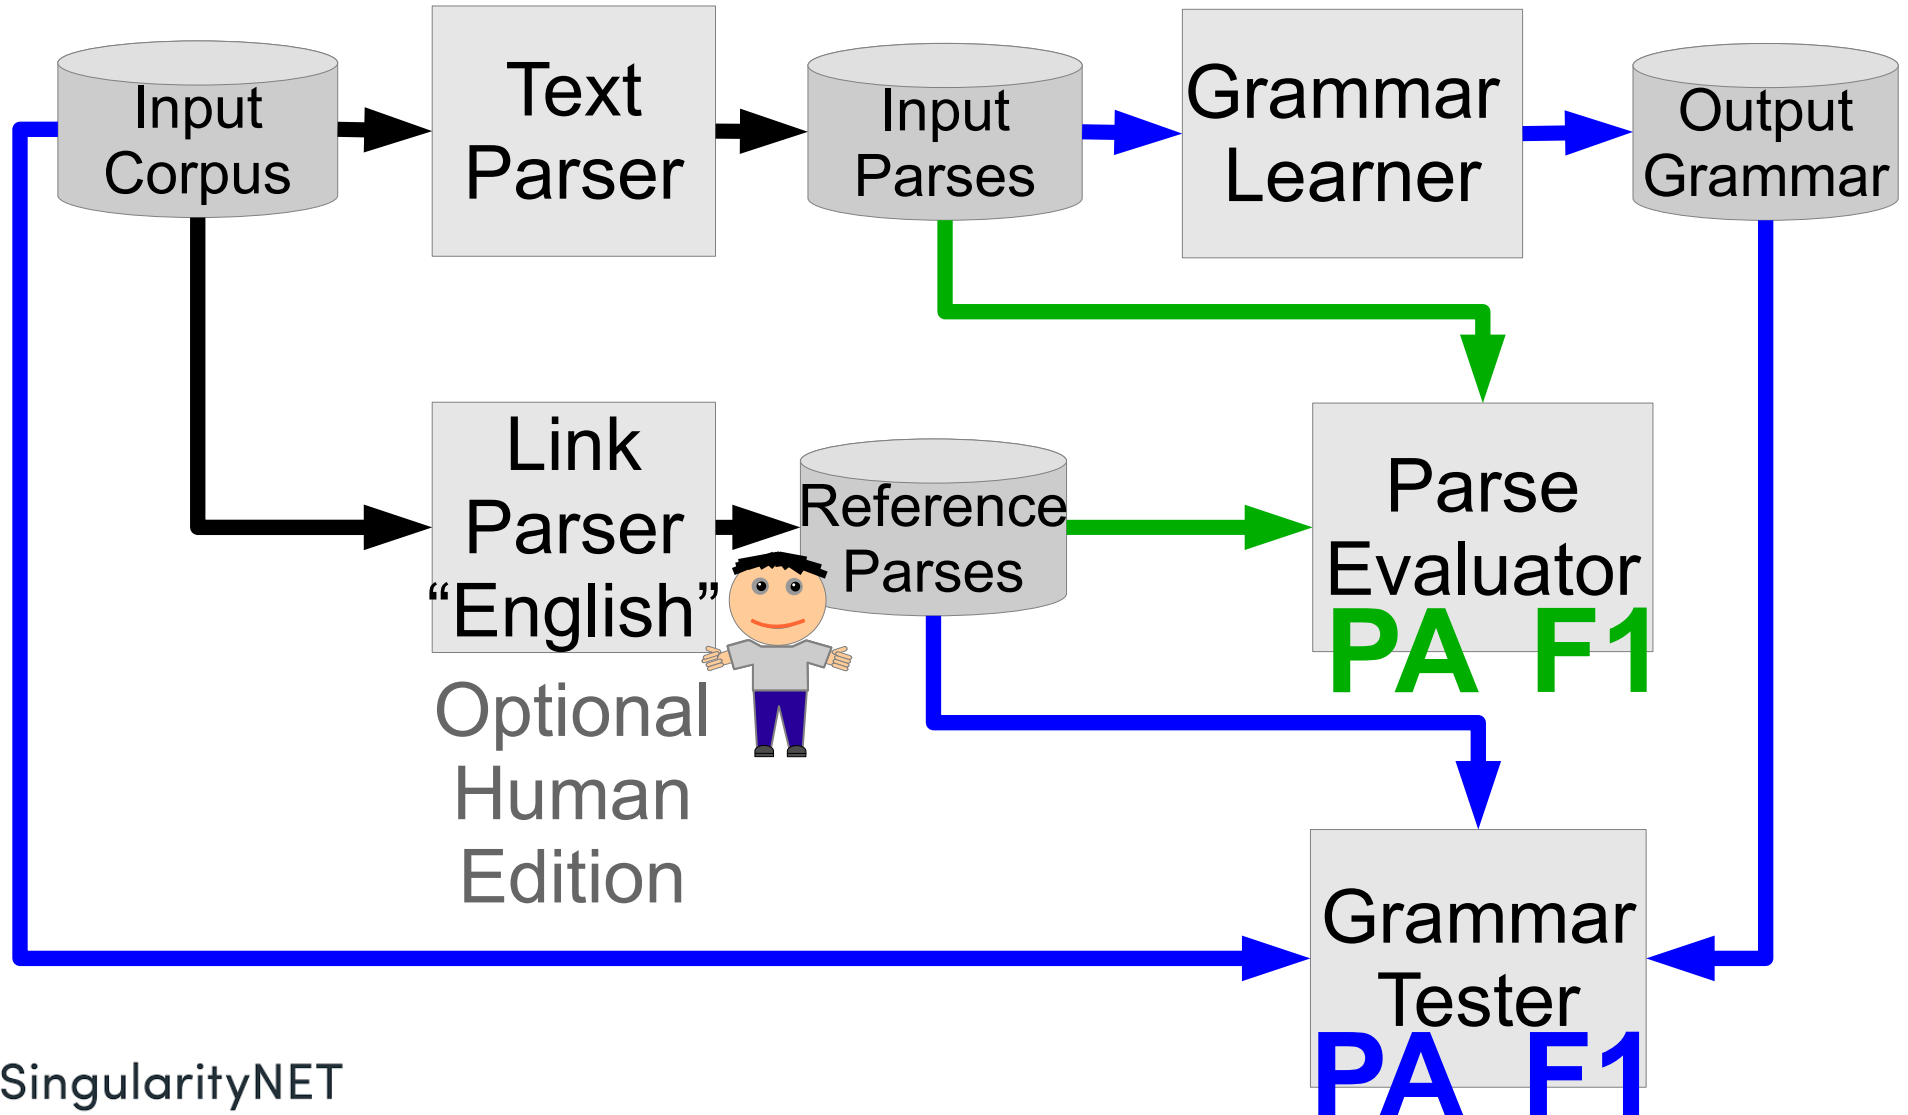 Input
Corpus
Text
Parser
Input
Parses
Grammar
Learner
Output
Grammar
Link
Parser
“English”
Reference
Parses
Parse
Evaluator
PA F1
Optional
Human
Edition
Grammar
Tester
PA F1
SingularityNET